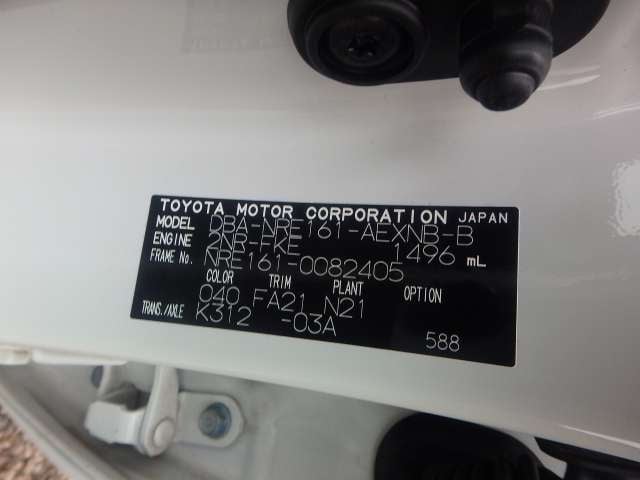 TOYOTA MOTOR CORPORATION JAPAN
MODEL DBA-NRE161-AEXNB-B
ENGINE 2NR-FKE 1496 mL
FRAME No. NRE161-0082405
COLOR TRIM PLANT OPTION
040 FA21 N21
TRANS./AXLE K312 -03A
588